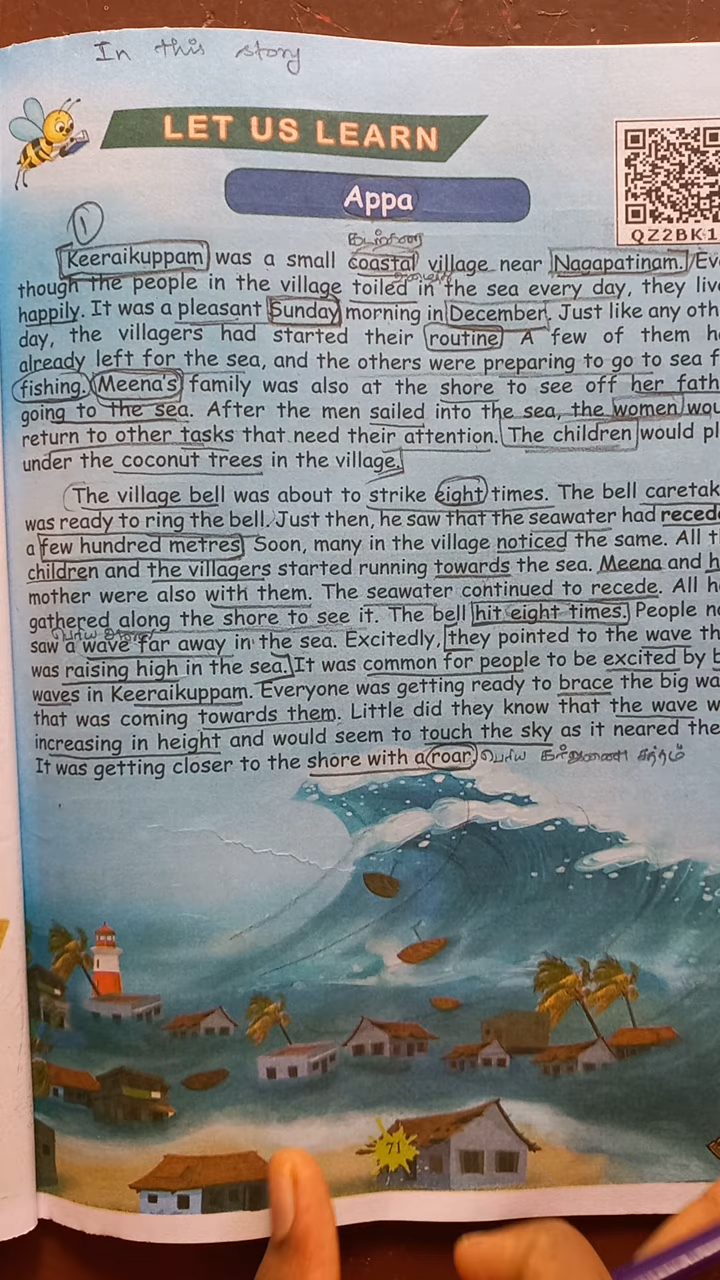 In this story
LET US LEARN
Appa
QZ2BK1
1
கடற்கரை
Keeraikuppam was a small coastal village near Nagapatinam. Ev
though the people in the village toiled in the sea every day, they live
happily. It was a pleasant Sunday morning in December. Just like any oth
day, the villagers had started their routine. A few of them h
already left for the sea, and the others were preparing to go to sea f
fishing. Meena's family was also at the shore to see off her fath
going to the sea. After the men sailed into the sea, the women wou
return to other tasks that need their attention. The children would pl
under the coconut trees in the village.
The village bell was about to strike eight times. The bell caretak
was ready to ring the bell. Just then, he saw that the seawater had recede
a few hundred metres. Soon, many in the village noticed the same. All t
children and the villagers started running towards the sea. Meena and h
mother were also with them. The seawater continued to recede. All h
gathered along the shore to see it. The bell hit eight times. People no
saw a wave far away in the sea. Excitedly, they pointed to the wave th
was raising high in the sea. It was common for people to be excited by b
waves in Keeraikuppam. Everyone was getting ready to brace the big wa
that was coming towards them. Little did they know that the wave w
increasing in height and would seem to touch the sky as it neared the
It was getting closer to the shore with a roar. பெரிய சத்தம்
71